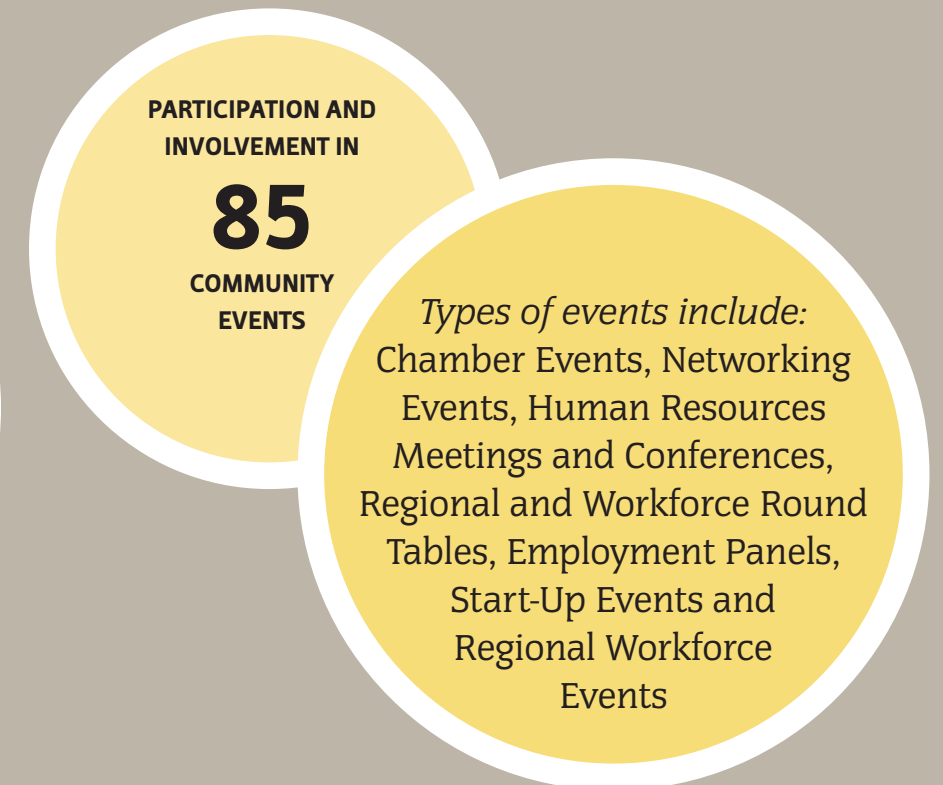 PARTICIPATION AND
INVOLVEMENT IN
85
COMMUNITY
EVENTS
Types of events include:
Chamber Events, Networking
Events, Human Resources
Meetings and Conferences,
Regional and Workforce Round
Tables, Employment Panels,
Start-Up Events and
Regional Workforce
Events